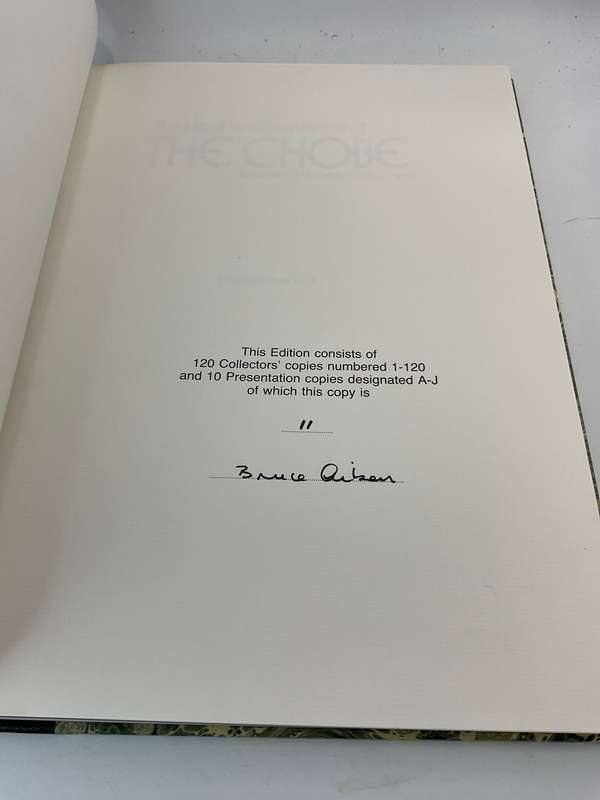 THE CHOBE
This Edition consists of
120 Collectors' copies numbered 1-120
and 10 Presentation copies designated A-J
of which this copy is
11
Bruce Aitken